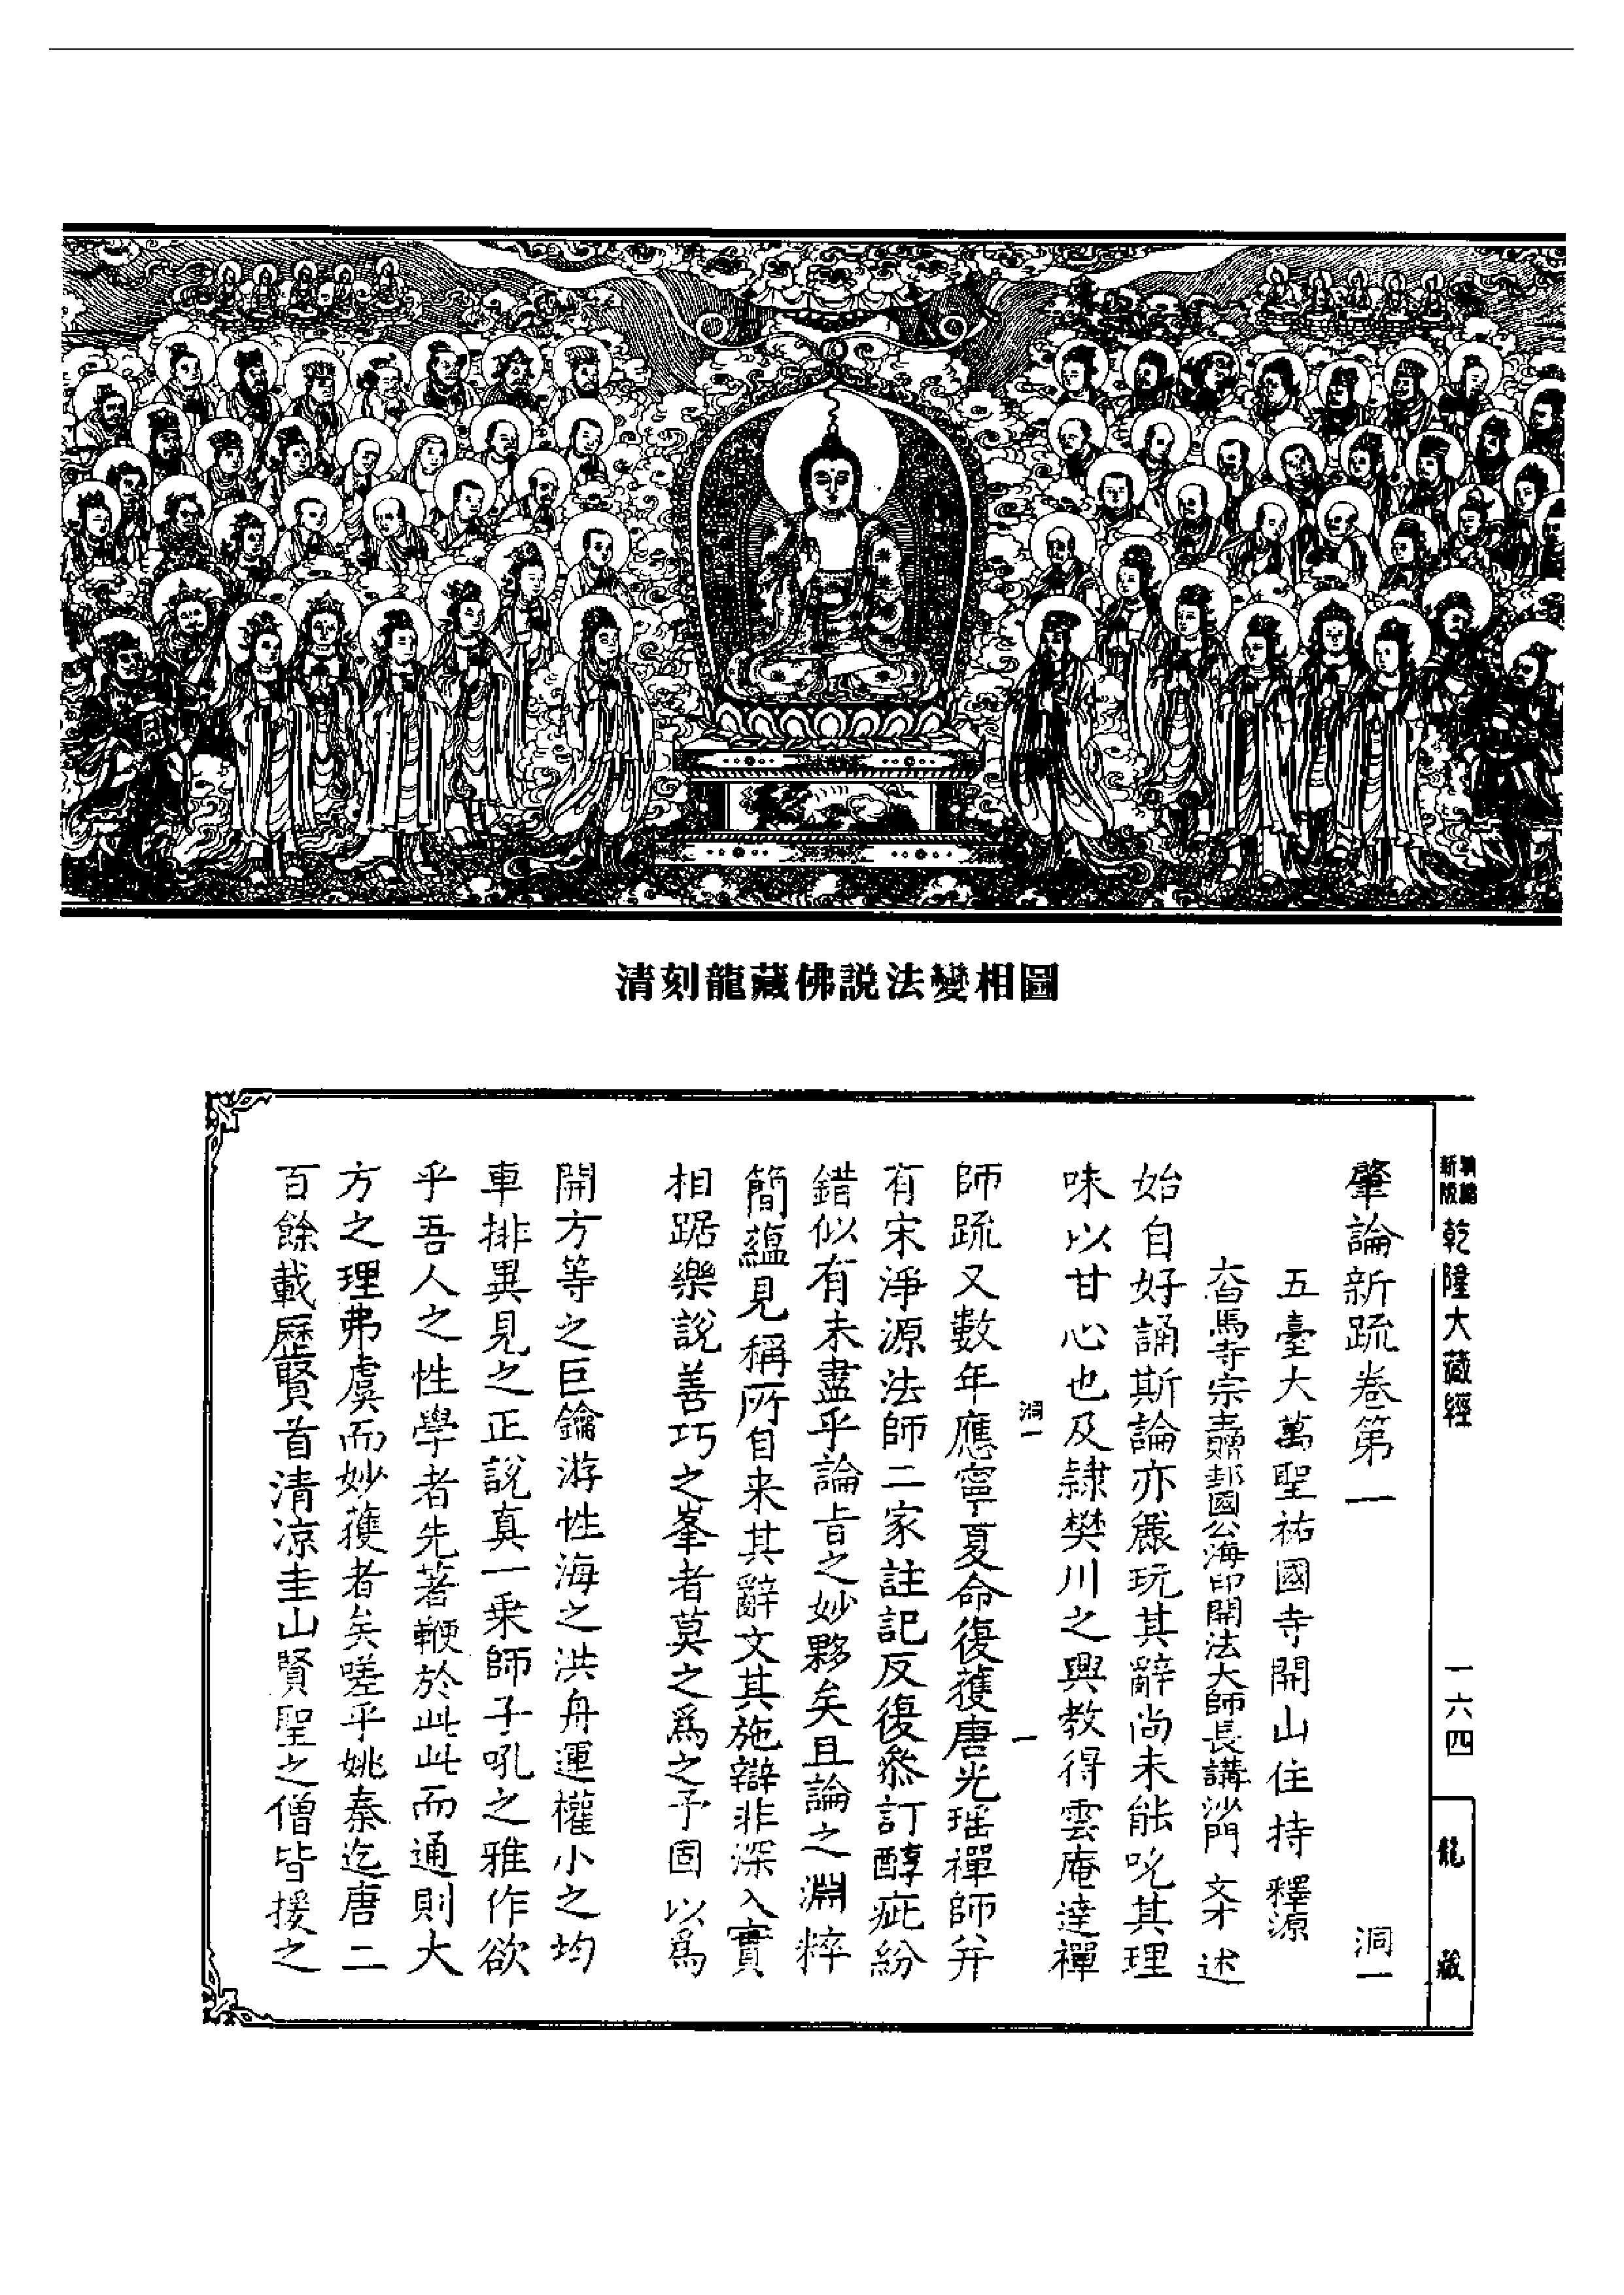 清刻龍藏佛説法變相圖
新版
乾隆大藏經
一六四
龍藏
肇論新疏卷第一 洞一
五臺大萬聖祐國寺開山住持釋源
大白馬寺宗主贈邽國公海印開法大師長講沙門 文才 述
始自好誦斯論亦嚴玩其辭尚未能吮其理
味以甘心也及隷樊川之興教得雲庵達禪
洞一 一
師疏又數年應寧夏命復獲唐光瑶禪師并
有宋淨源法師二家註記反復叅訂醇疵紛
錯似有未盡乎論旨之妙夥矣且論之淵粹
簡蘊見稱所自来其辭文其施辯非深入實
相踞樂說善巧之峯者莫之爲之予固以爲
開方等之巨鑰游性海之洪舟運權小之均
車排異見之正說真一乗師子吼之雅作欲
乎吾人之性學者先著鞭於此此而通則大
方之理弗虞而妙獲者矣嗟乎姚秦迄唐二
百餘載歷賢首清凉圭山賢聖之僧皆援之